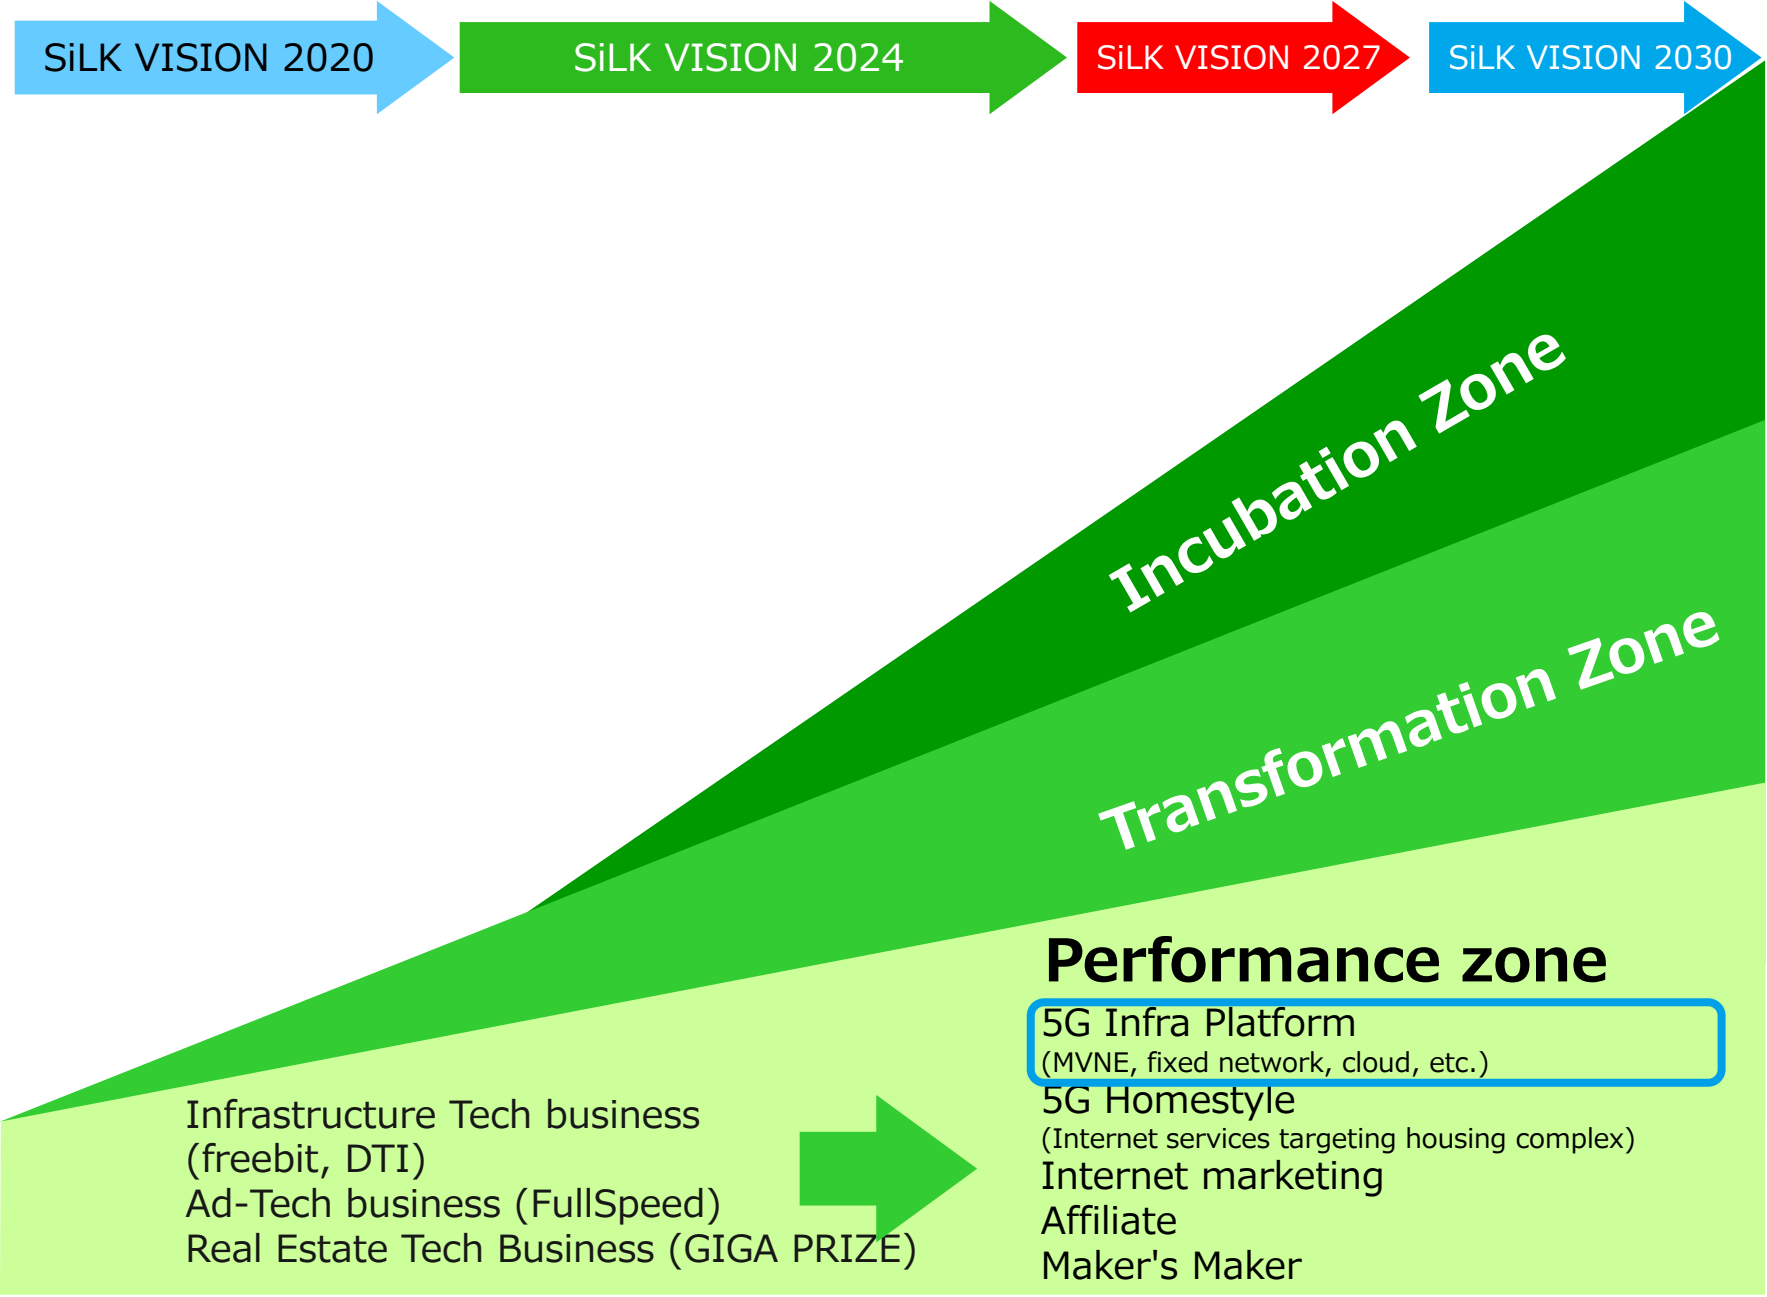 SiLK VISION 2020
SiLK VISION 2024
SiLK VISION 2027
SiLK VISION 2030
Incubation Zone
Transformation Zone
Performance zone
5G Infra Platform
(MVNE, fixed network, cloud, etc.)
5G Homestyle
(Internet services targeting housing complex)
Internet marketing
Affiliate
Maker's Maker
Infrastructure Tech business
(freebit, DTI)
Ad-Tech business (FullSpeed)
Real Estate Tech Business (GIGA PRIZE)